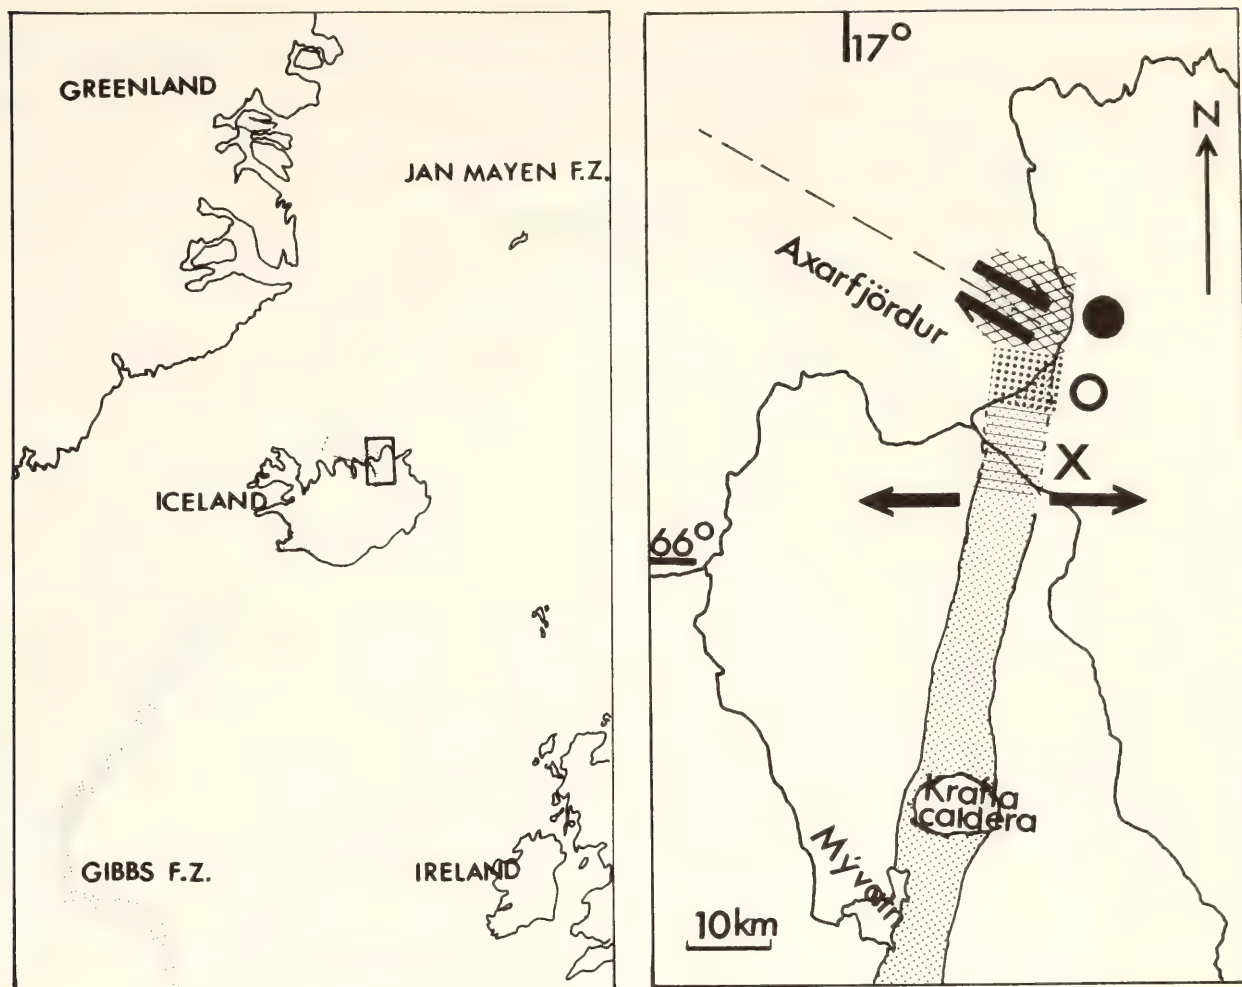 GREENLAND
JAN MAYEN F.Z.
ICELAND
GIBBS F.Z.
IRELAND
17°
N
Axarfjördur
X
66°
Krafla
caldera
Mývatn
10km